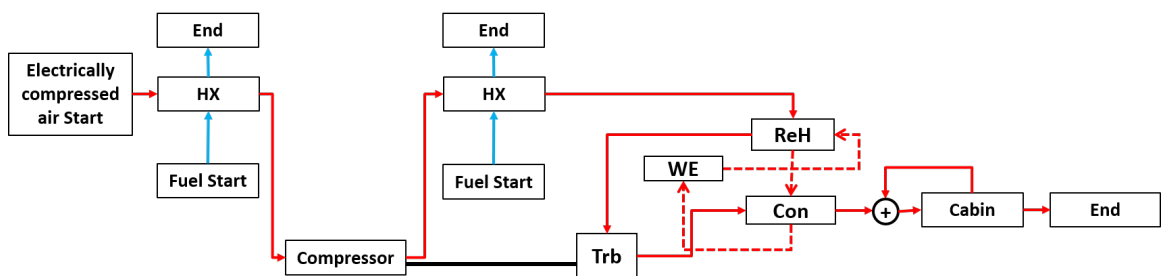 End
End
Electrically
compressed
air Start
HX
HX
ReH
WE
Fuel Start
Fuel Start
Con
+
Cabin
End
Compressor
Trb